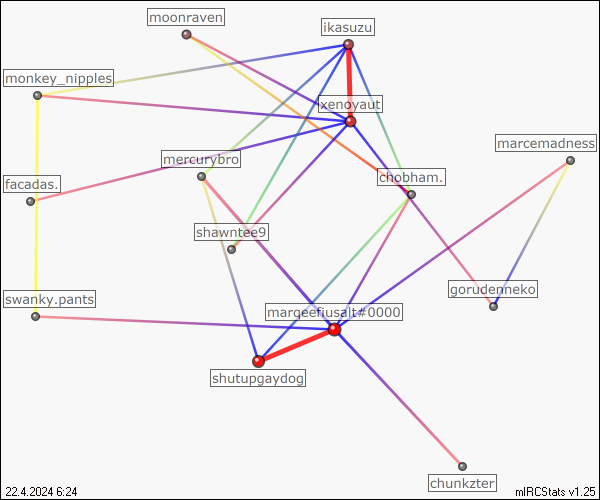 moonraven
ikasuzu
monkey_nipples
xenoyaut
marcemadness
mercurybro
facadas.
chobham.
shawntee9
gorudenneko
swanky.pants
margeefiusalt#0000
shutupgaydog
chunkzter
22.4.2024 6:24
mIRCStats v1.25